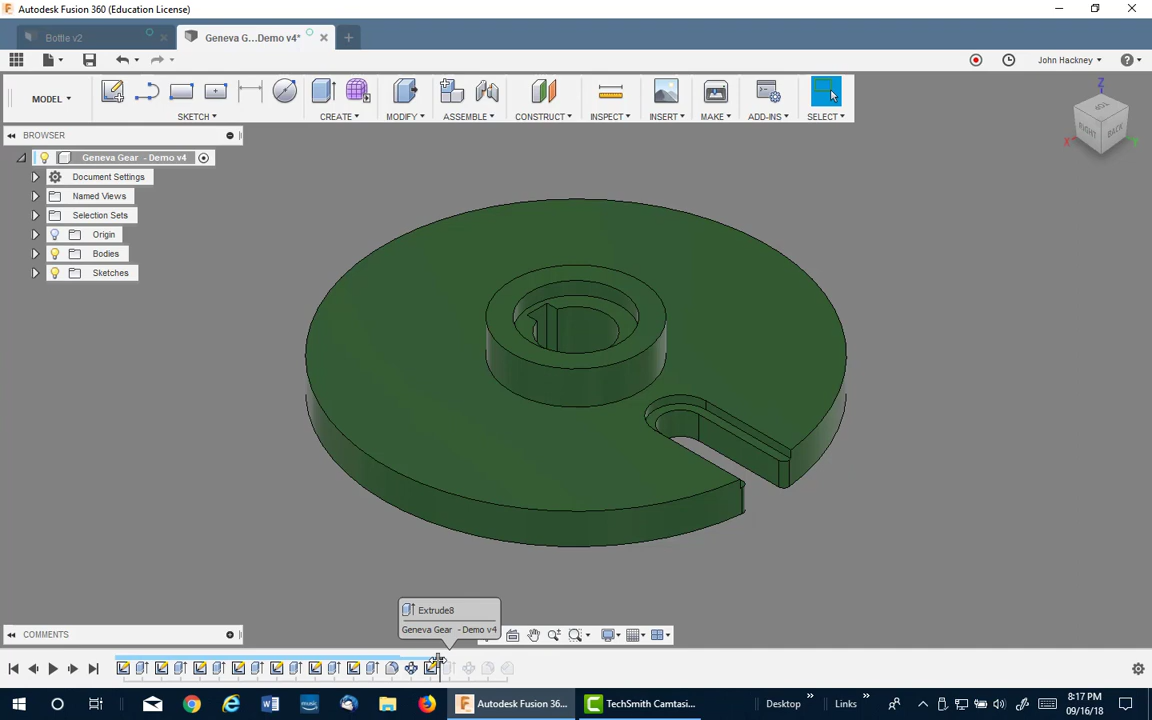 Autodesk Fusion 360 (Education License)
Bottle v2
Geneva G...Demo v4*
John Hackney
MODEL
SKETCH
CREATE
MODIFY
ASSEMBLE
CONSTRUCT
INSPECT
INSERT
MAKE
ADD-INS
SELECT
BROWSER
Geneva Gear - Demo v4
Document Settings
Named Views
Selection Sets
Origin
Bodies
Sketches
TOP
RIGHT
BACK
Z
X
Y
Extrude8
Geneva Gear - Demo v4
COMMENTS
Autodesk Fusion 36...
TechSmith Camtasi...
Desktop
Links
8:17 PM
09/16/18